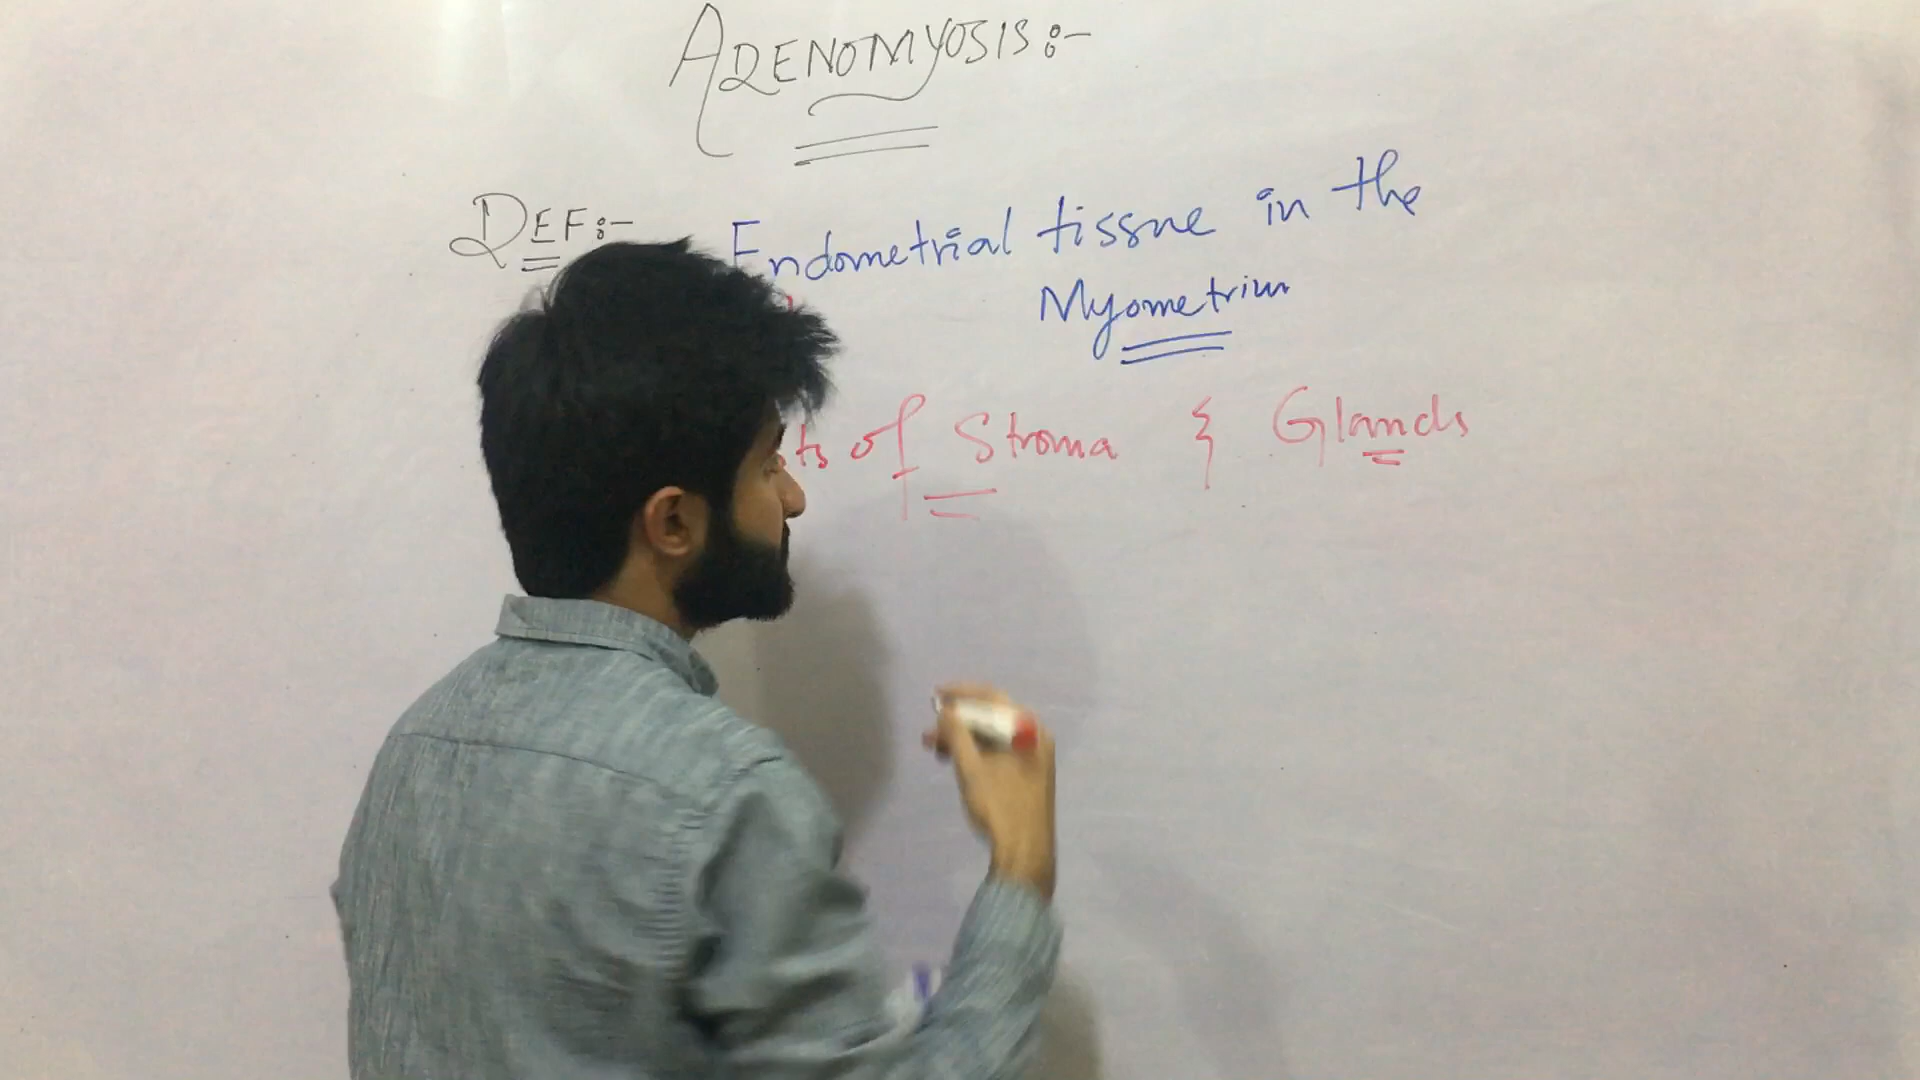 ADENOMYOSIS:-
DEF:- Endometrial tissue in the
Myometrium
of Stroma & Glands